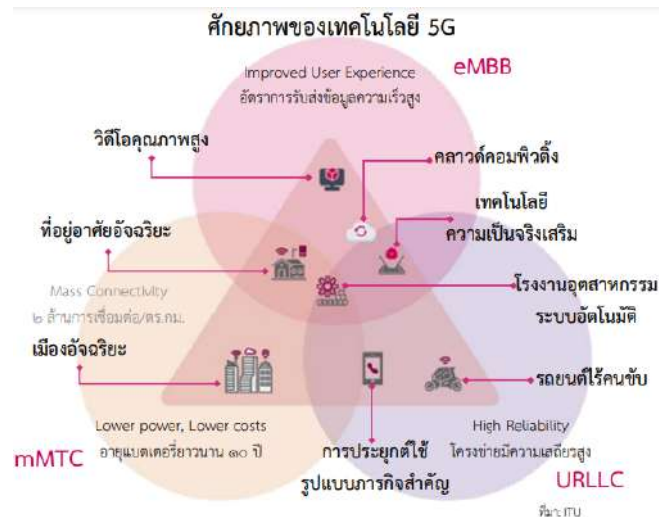 ศักยภาพของเทคโนโลยี 5G
eMBB
Improved User Experience
อัตราการรับส่งข้อมูลความเร็วสูง
วิดีโอคุณภาพสูง
คลาวด์คอมพิวติ้ง
เทคโนโลยี
ความเป็นจริงเสริม
ที่อยู่อาศัยอัจฉริยะ
Mass Connectivity
๒ ล้านการเชื่อมต่อ/ตร.กม.
โรงงานอุตสาหกรรม
ระบบอัตโนมัติ
เมืองอัจฉริยะ
รถยนต์ไร้คนขับ
Lower power, Lower costs
อายุแบตเตอรี่ยาวนาน ๑๐ ปี
mMTC
การประยุกต์ใช้
รูปแบบภารกิจสำคัญ
High Reliability
โครงข่ายมีความเสถียรสูง
URLLC
ที่มา: ITU